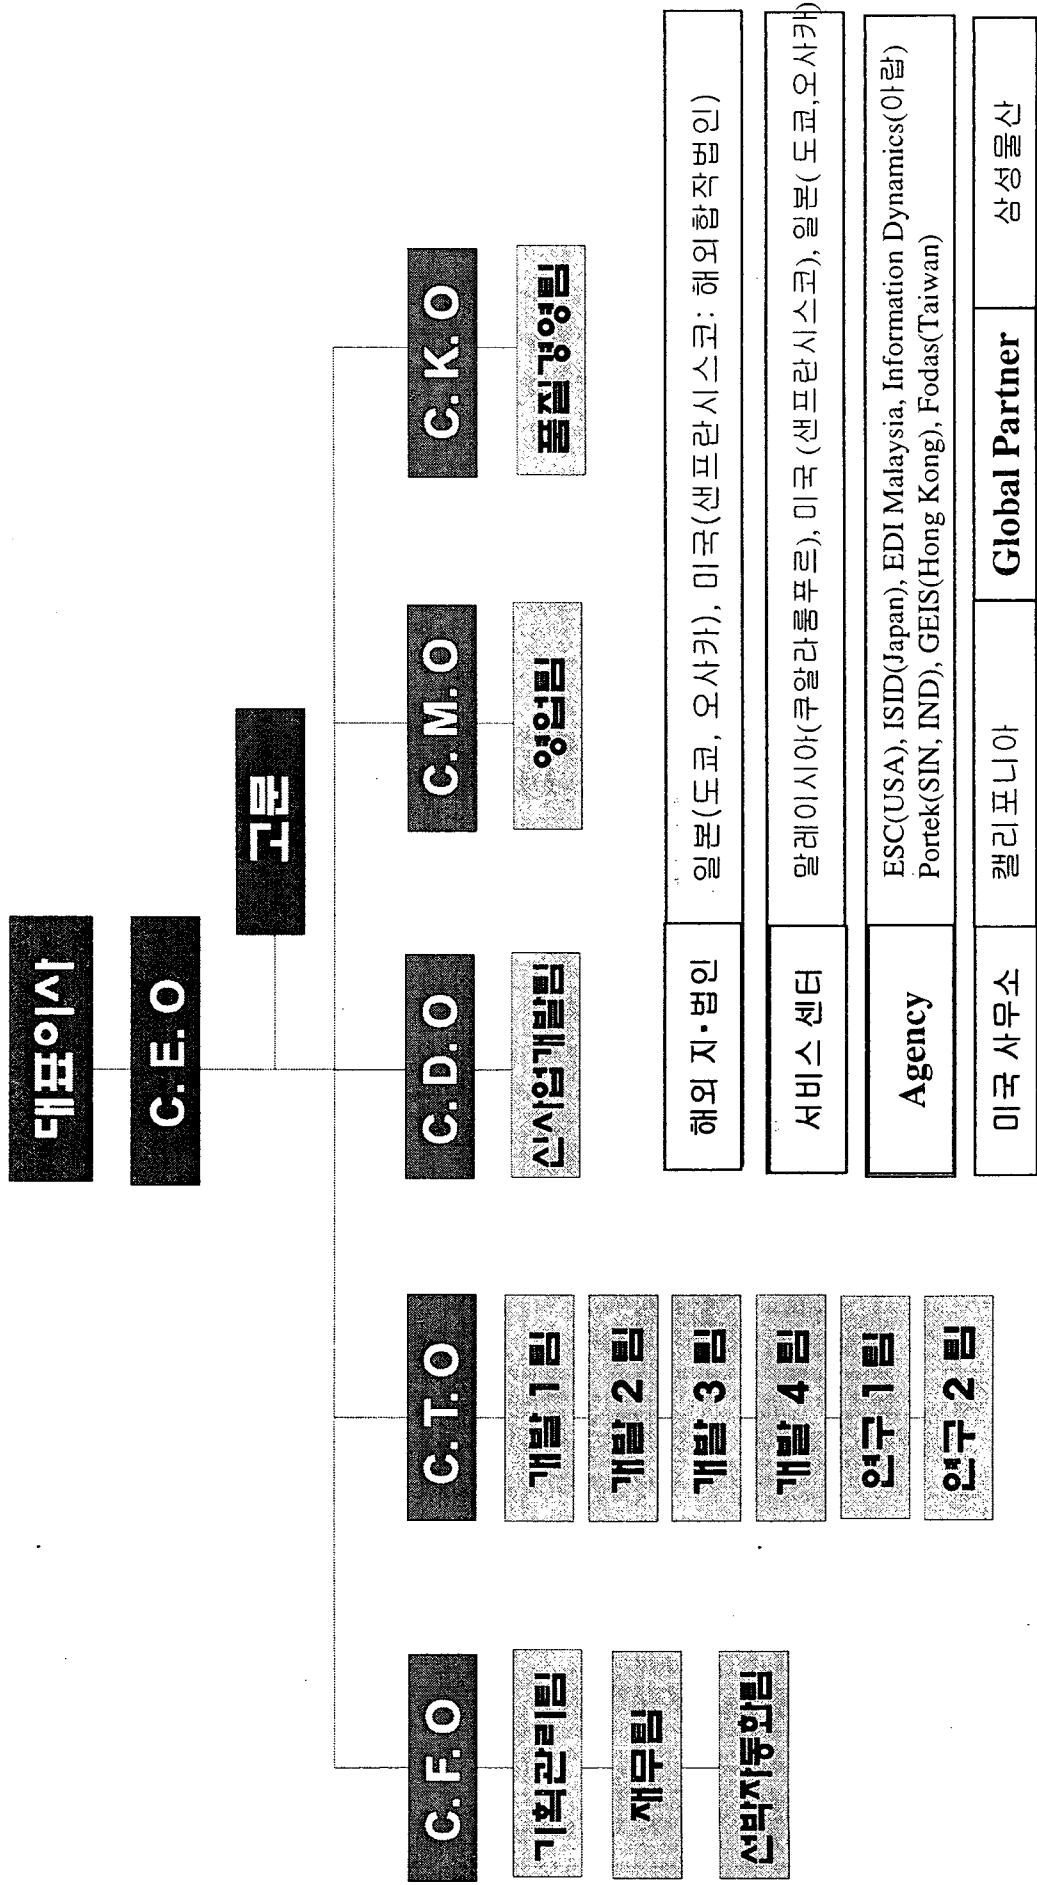 대표이사
C. E. O
고문
C. F. O
C. T. O
C. D. O
C. M. O
C. K. O
기획관리팀
재무팀
선박자동화팀
개발 1 팀
개발 2 팀
개발 3 팀
개발 4 팀
연구 1 팀
연구 2 팀
신사업개발팀
영업팀
품질경영팀
해외 지·법인
일본(도쿄, 오사카), 미국(샌프란시스코: 해외합작법인)
서비스 센터
말레이시아(쿠알라룸푸르), 미국 (샌프란시스코), 일본( 도쿄,오사카)
Agency
ESC(USA), ISID(Japan), EDI Malaysia, Information Dynamics(아랍)
Portek(SIN, IND), GEIS(Hong Kong), Fodas(Taiwan)
미국 사무소
캘리포니아
Global Partner
삼성물산